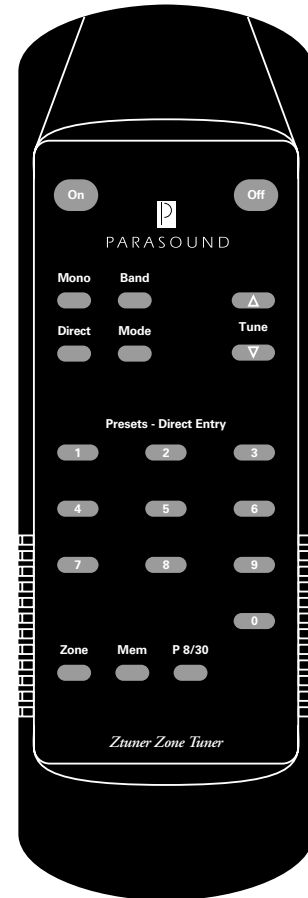 On Off
P
PARASOUND
Mono Band
Direct Mode Tune
Presets - Direct Entry
1 2 3
4 5 6
7 8 9
0
Zone Mem P 8/30
Ztuner Zone Tuner